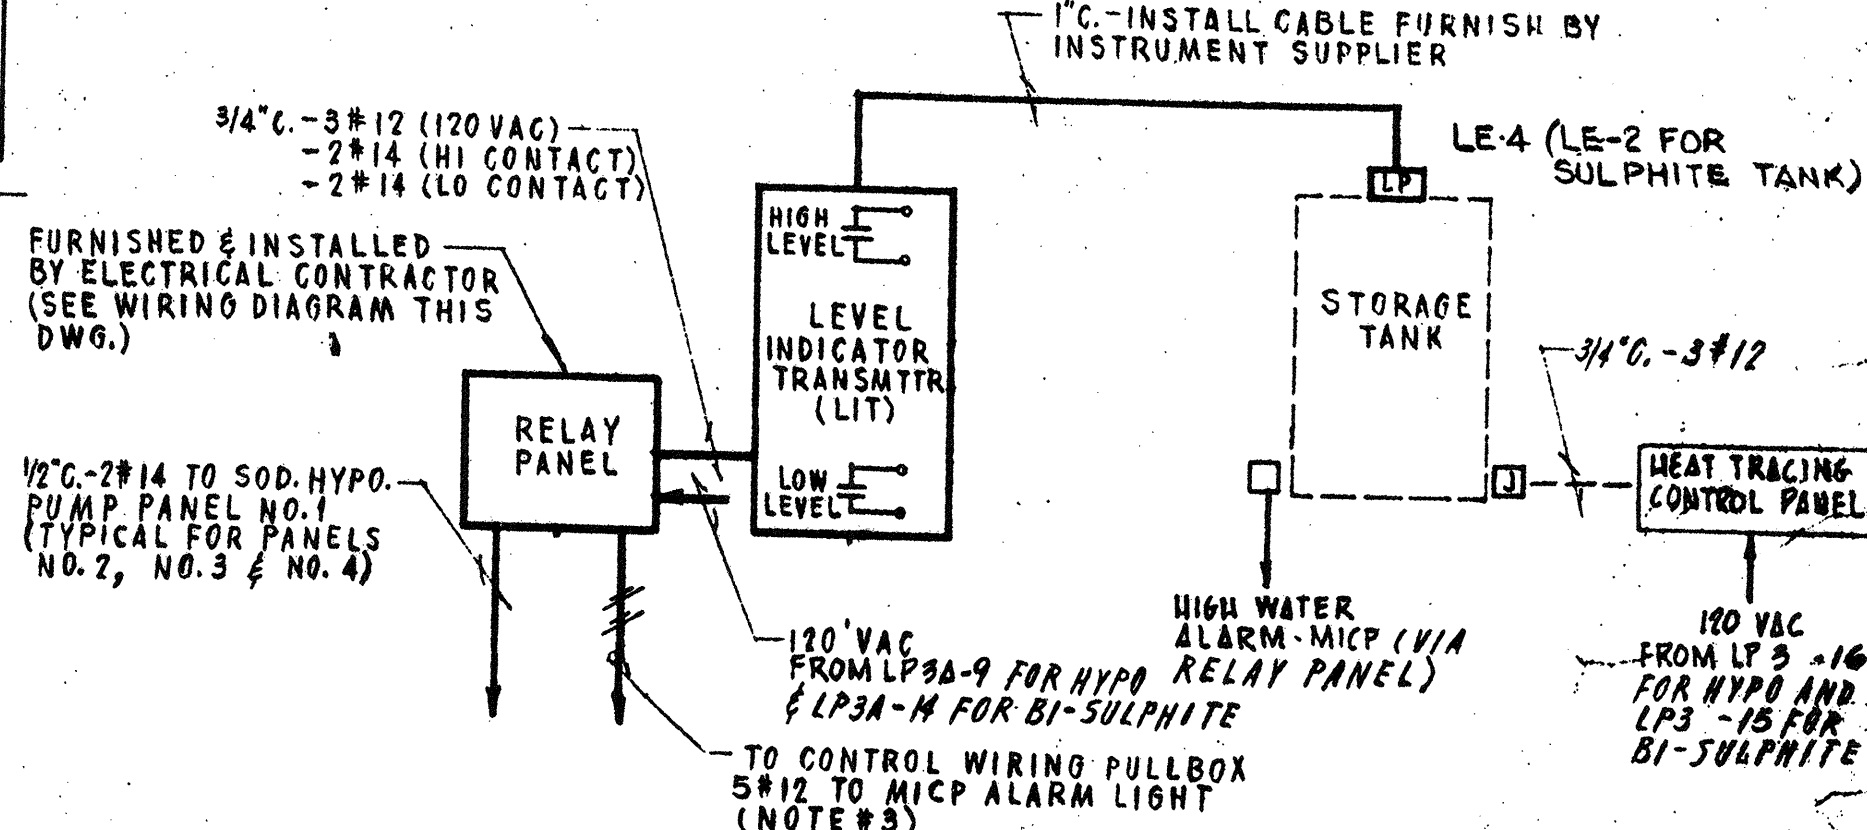 1"C.-INSTALL CABLE FURNISH BY
INSTRUMENT SUPPLIER
3/4"C.-3#12 (120 VAC)
-2#14 (HI CONTACT)
-2#14 (LO CONTACT)
LE-4 (LE-2 FOR
SULPHITE TANK)
LP
FURNISHED & INSTALLED
BY ELECTRICAL CONTRACTOR
(SEE WIRING DIAGRAM THIS
DWG.)
HIGH
LEVEL
LEVEL
INDICATOR
TRANSMTTR
(LIT)
LOW
LEVEL
STORAGE
TANK
3/4"C.-3#12
RELAY
PANEL
J
HEAT TRACING
CONTROL PANEL
1/2"C.-2#14 TO SOD. HYPO.
PUMP PANEL NO.1
(TYPICAL FOR PANELS
NO.2, NO.3 & NO.4)
120 VAC
FROM LP3A-9 FOR HYPO
& LP3A-14 FOR BI-SULPHITE
HIGH WATER
ALARM-MICP (VIA
RELAY PANEL)
120 VAC
FROM LP3 -16
FOR HYPO AND
LP3 -15 FOR
BI-SULPHITE
TO CONTROL WIRING PULLBOX
5#12 TO MICP ALARM LIGHT
(NOTE #3)